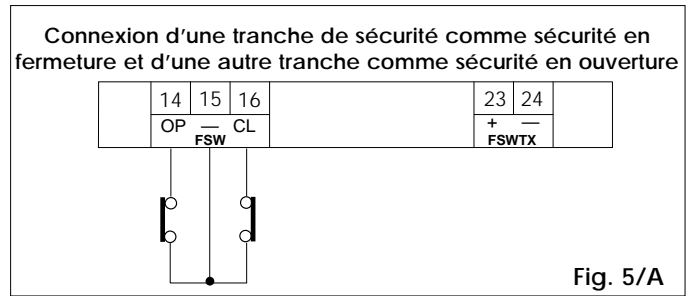 Connexion d'une tranche de sécurité comme sécurité en
fermeture et d'une autre tranche comme sécurité en ouverture
14 15 16 23 24
OP — CL + —
FSW FSWTX
Fig. 5/A